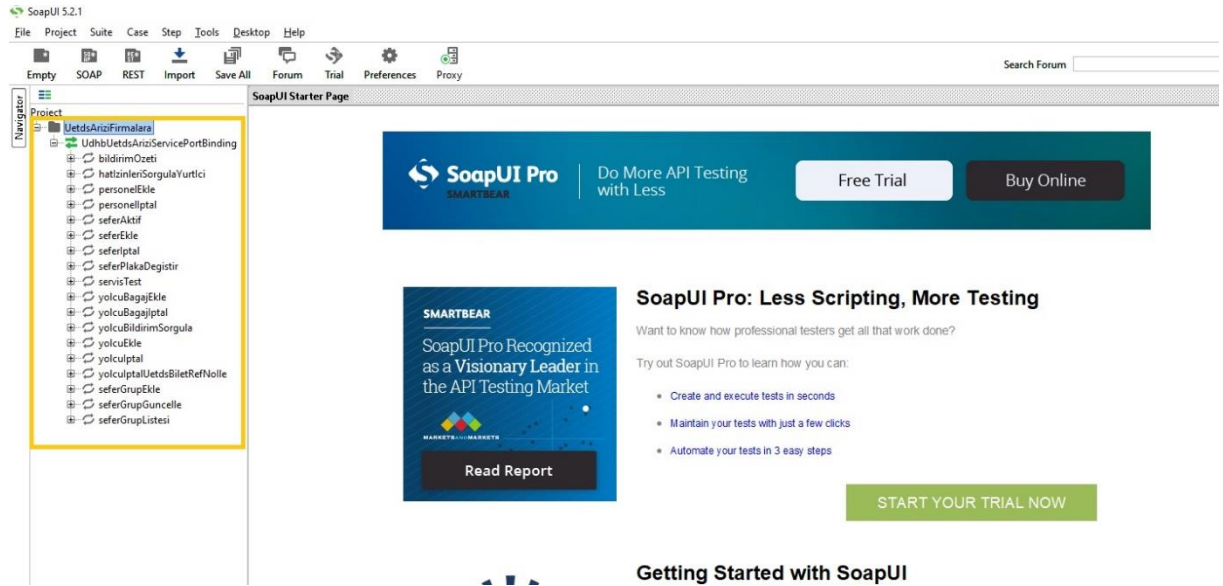 SoapUI 5.2.1
File Project Suite Case Step Tools Desktop Help
Empty SOAP REST Import Save All Forum Trial Preferences Proxy
Search Forum
Navigator
SoapUI Starter Page
Project
UetdsAriziFirmalara
UdhbUetdsAriziServicePortBinding
bildirimOzeti
hatIzinleriSorgulaYurtIci
personelEkle
personelIptal
seferAktif
seferEkle
seferIptal
seferPlakaDegistir
servisTest
yolcuBagajEkle
yolcuBagajIptal
yolcuBildirimSorgula
yolcuEkle
yolcuIptal
yolcuIptalUetdsBiletRefNoIle
seferGrupEkle
seferGrupGuncelle
seferGrupListesi
SoapUI Pro
SMARTBEAR
Do More API Testing
with Less
Free Trial
Buy Online
SMARTBEAR
SoapUI Pro Recognized
as a Visionary Leader in
the API Testing Market
MARKETSANDMARKETS
Read Report
SoapUI Pro: Less Scripting, More Testing
Want to know how professional testers get all that work done?
Try out SoapUI Pro to learn how you can:
Create and execute tests in seconds
Maintain your tests with just a few clicks
Automate your tests in 3 easy steps
START YOUR TRIAL NOW
Getting Started with SoapUI